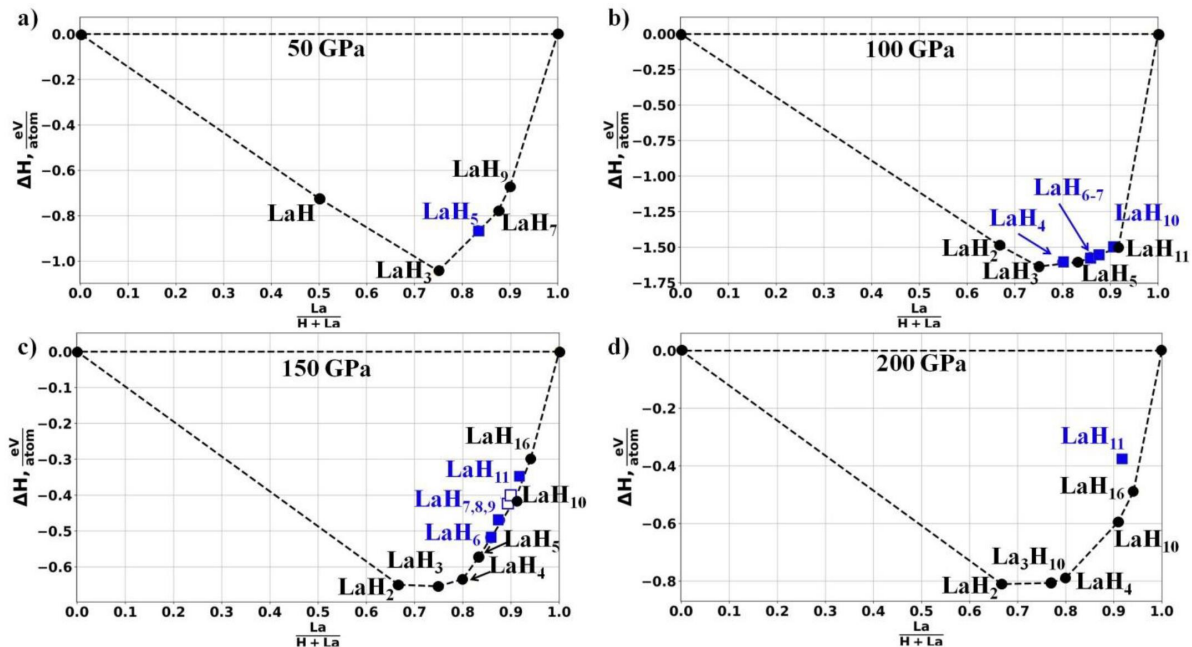 a)
50 GPa
0.0
−0.2
−0.4
−0.6
−0.8
−1.0
ΔH, eV/atom
LaH
LaH₃
LaH₅
LaH₇
LaH₉
0.0 0.1 0.2 0.3 0.4 0.5 0.6 0.7 0.8 0.9 1.0
La/H + La
b)
100 GPa
0.00
−0.25
−0.50
−0.75
−1.00
−1.25
−1.50
−1.75
ΔH, eV/atom
LaH₆₋₇
LaH₄
LaH₁₀
LaH₂
LaH₃
LaH₅
LaH₁₁
0.0 0.1 0.2 0.3 0.4 0.5 0.6 0.7 0.8 0.9 1.0
La/H + La
c)
150 GPa
0.0
−0.1
−0.2
−0.3
−0.4
−0.5
−0.6
ΔH, eV/atom
LaH₁₆
LaH₁₁
LaH₁₀
LaH₇,₈,₉
LaH₆
LaH₅
LaH₃
LaH₄
LaH₂
0.0 0.1 0.2 0.3 0.4 0.5 0.6 0.7 0.8 0.9 1.0
La/H + La
d)
200 GPa
0.0
−0.2
−0.4
−0.6
−0.8
ΔH, eV/atom
LaH₁₁
LaH₁₆
LaH₁₀
La₃H₁₀
LaH₂
LaH₄
0.0 0.1 0.2 0.3 0.4 0.5 0.6 0.7 0.8 0.9 1.0
La/H + La